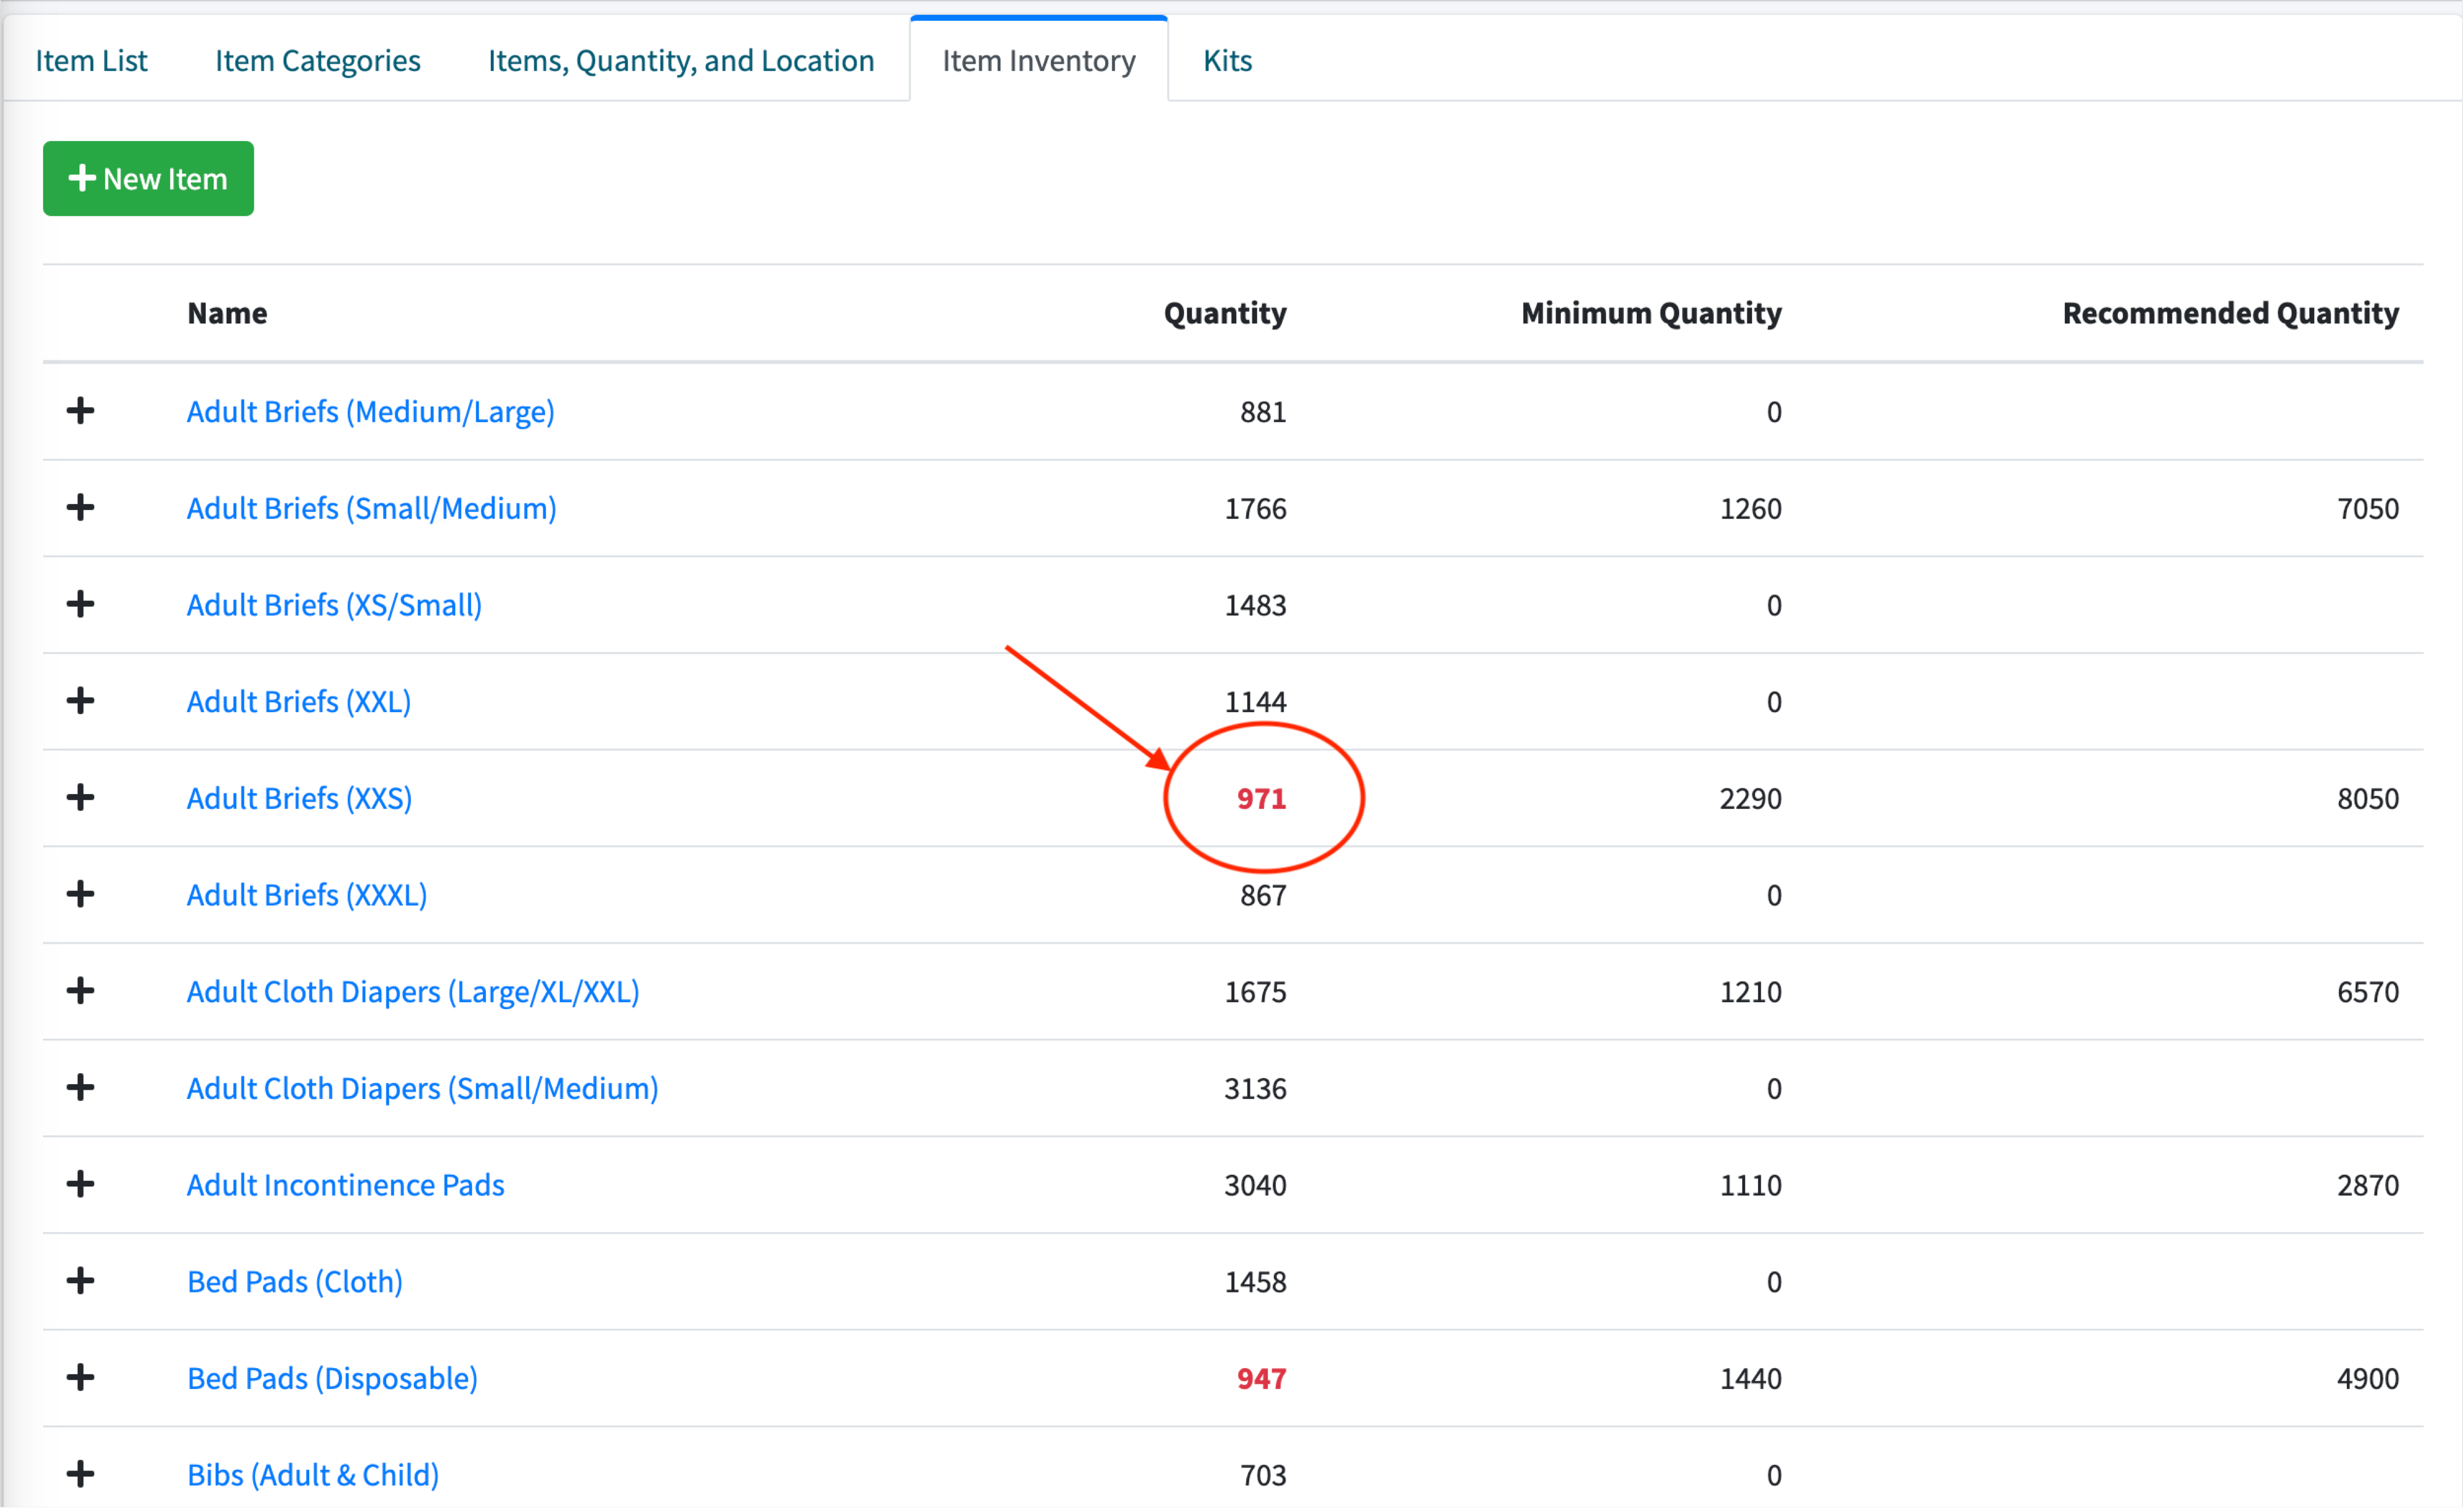 Item List Item Categories Items, Quantity, and Location Item Inventory Kits
New Item
Name Quantity Minimum Quantity Recommended Quantity
Adult Briefs (Medium/Large) 881 0
Adult Briefs (Small/Medium) 1766 1260 7050
Adult Briefs (XS/Small) 1483 0
Adult Briefs (XXL) 1144 0
Adult Briefs (XXS) 971 2290 8050
Adult Briefs (XXXL) 867 0
Adult Cloth Diapers (Large/XL/XXL) 1675 1210 6570
Adult Cloth Diapers (Small/Medium) 3136 0
Adult Incontinence Pads 3040 1110 2870
Bed Pads (Cloth) 1458 0
Bed Pads (Disposable) 947 1440 4900
Bibs (Adult & Child) 703 0